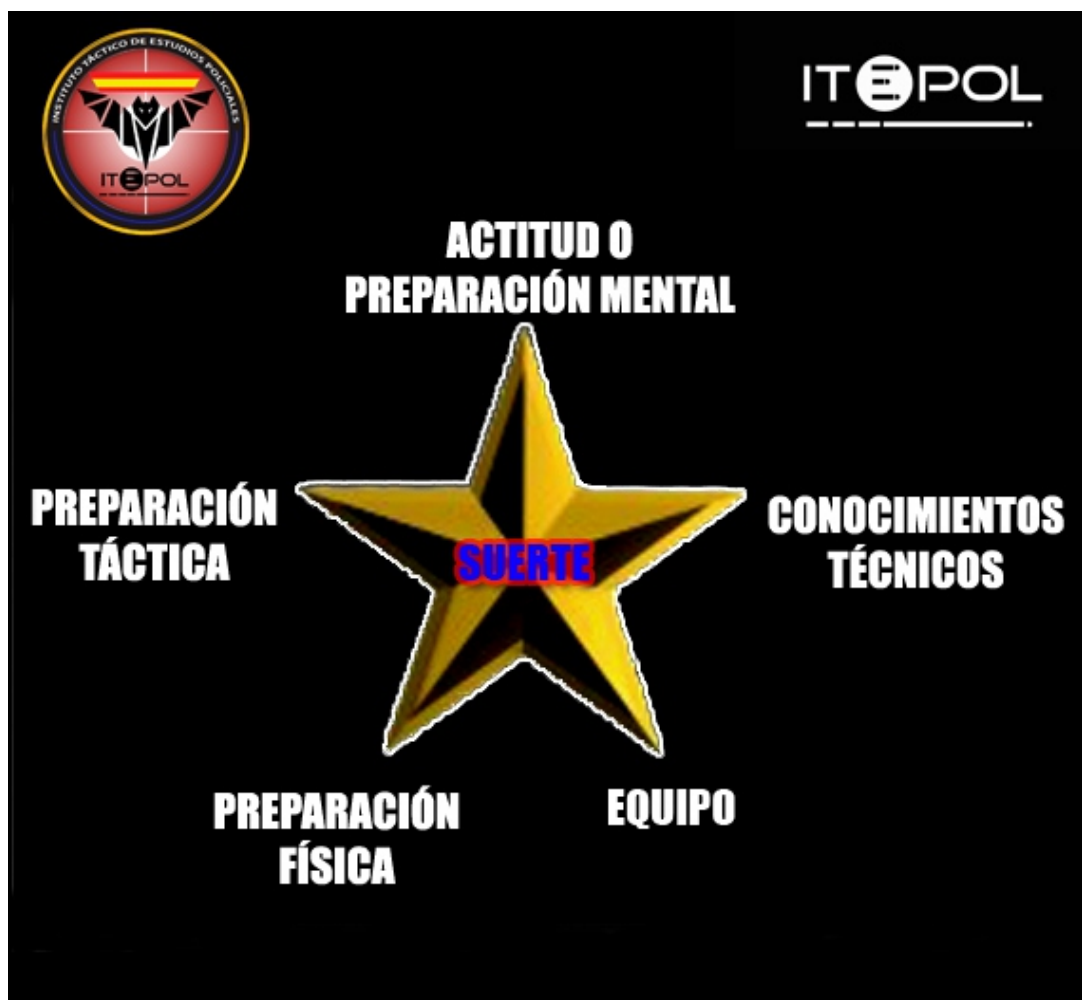 INSTITUTO TÁCTICO DE ESTUDIOS POLICIALES
ITEPOL
ITEPOL
ACTITUD O
PREPARACIÓN MENTAL
PREPARACIÓN
TÁCTICA
SUERTE
CONOCIMIENTOS
TÉCNICOS
PREPARACIÓN
FÍSICA
EQUIPO